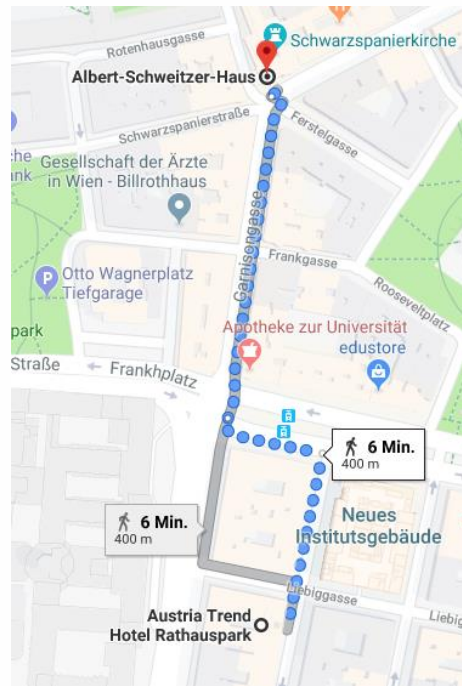 Rotenhausgasse
Schwarzspanierkirche
Albert-Schweitzer-Haus
Schwarzspanierstraße
Ferstelgasse
Gesellschaft der Ärzte
in Wien - Billrothhaus
Garnisongasse
Frankgasse
Otto Wagnerplatz
Tiefgarage
Rooseveltplatz
park
Apotheke zur Universität
edustore
Straße
Frankhplatz
6 Min.
400 m
6 Min.
400 m
Neues
Institutsgebäude
Liebiggasse
Liebig
Austria Trend
Hotel Rathauspark